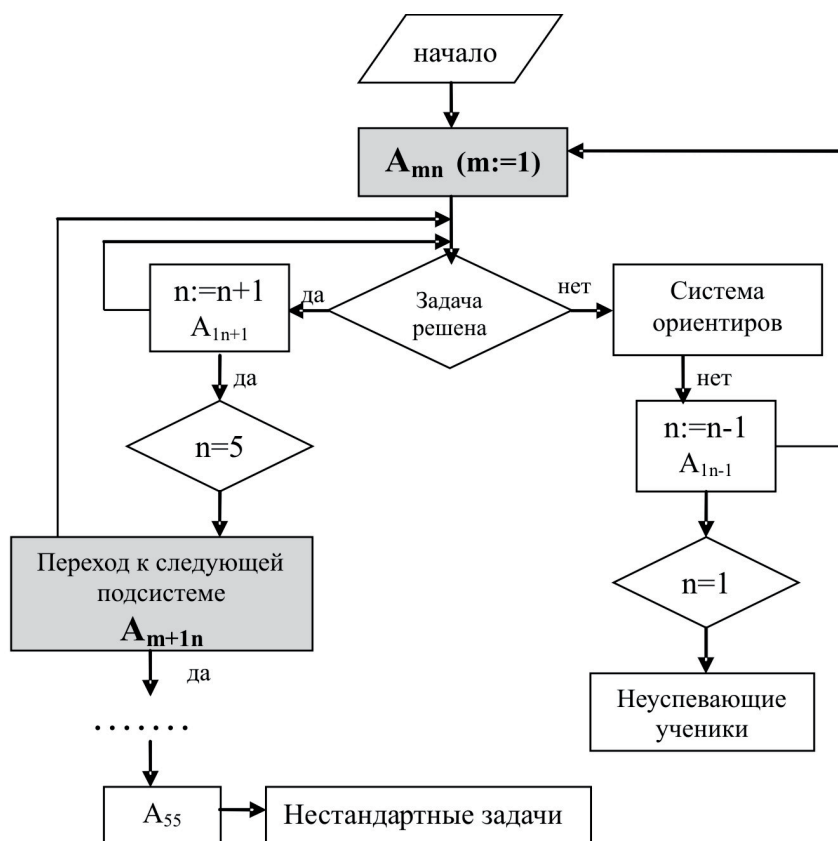 начало
Aₘₙ (m:=1)
да
нет
n:=n+1
A₁ₙ₊₁
Задача
решена
Система
ориентиров
да
нет
n=5
n:=n-1
A₁ₙ₋₁
Переход к следующей
подсистеме
Aₘ₊₁ₙ
n=1
да
.......
Неуспевающие
ученики
A₅₅
Нестандартные задачи